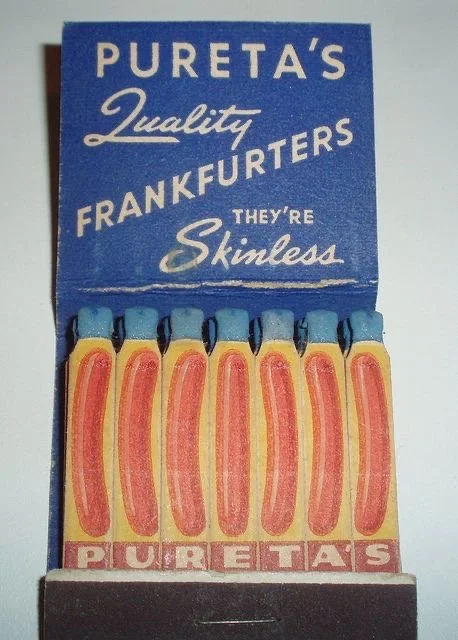 PURETA'S
Quality
FRANKFURTERS
THEY'RE
Skinless
PURETA'S